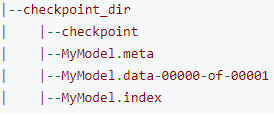 |--checkpoint_dir
|    |--checkpoint
|    |--MyModel.meta
|    |--MyModel.data-00000-of-00001
|    |--MyModel.index